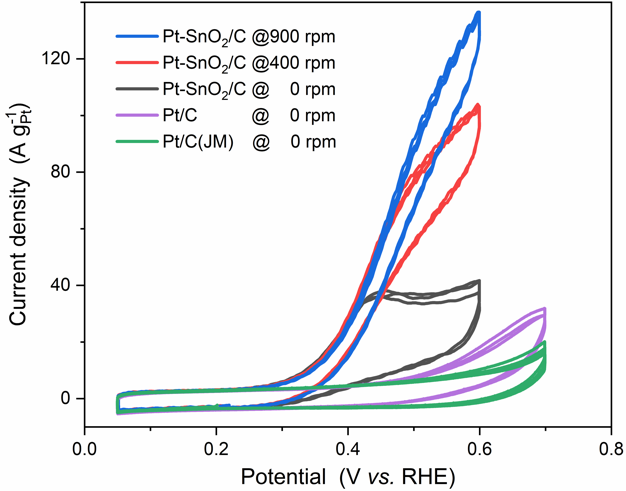 Pt-SnO₂/C @900 rpm
Pt-SnO₂/C @400 rpm
Pt-SnO₂/C @ 0 rpm
Pt/C @ 0 rpm
Pt/C(JM) @ 0 rpm
120
80
40
0
Current density (A g⁻¹Pt)
0.0 0.2 0.4 0.6 0.8
Potential (V vs. RHE)